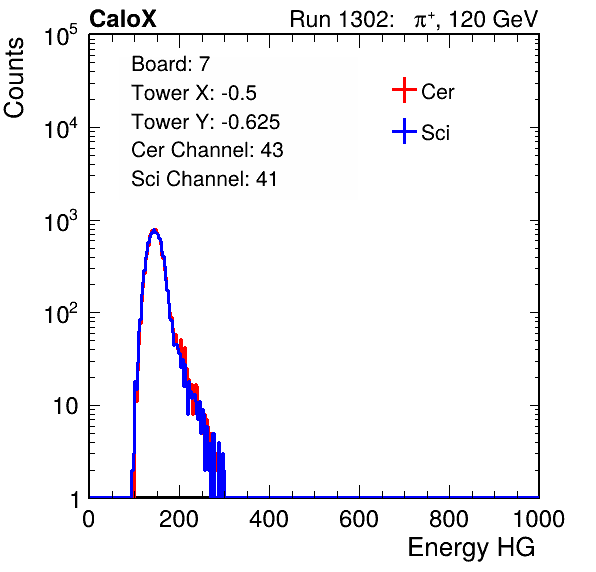 CaloX Run 1302: π⁺, 120 GeV
Board: 7
Tower X: -0.5
Tower Y: -0.625
Cer Channel: 43
Sci Channel: 41
Cer
Sci
Counts
10⁵
10⁴
10³
10²
10
1
0 200 400 600 800 1000
Energy HG